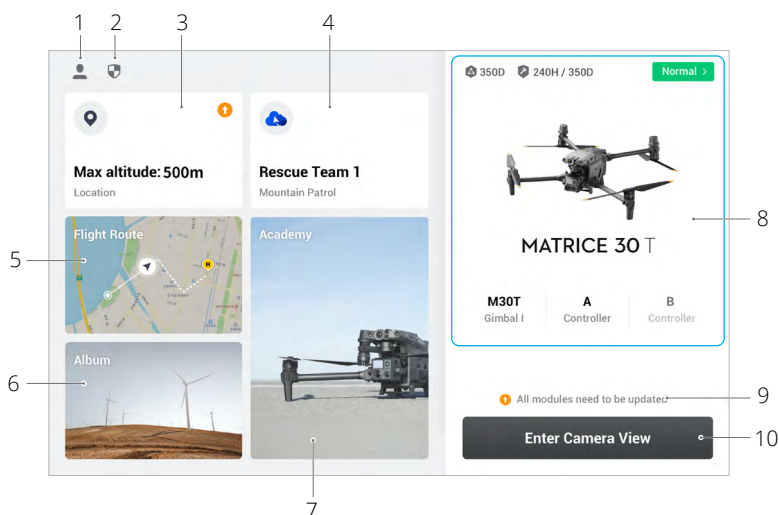 1
2
3
4
350D
240H / 350D
Normal >
Max altitude: 500m
Location
Rescue Team 1
Mountain Patrol
5
Flight Route
H
Academy
8
MATRICE 30 T
M30T
Gimbal I
A
Controller
B
Controller
6
Album
9
All modules need to be updated
10
Enter Camera View
7